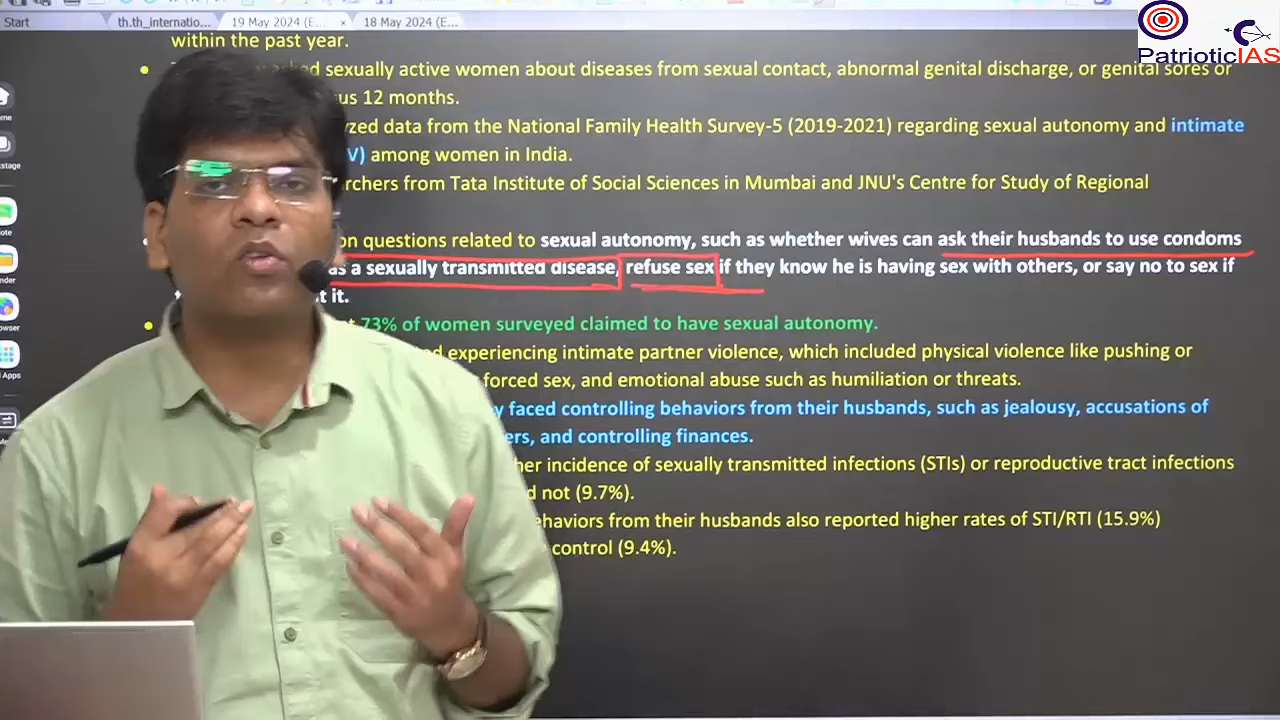 Start
th.th_internatio...
19 May 2024 (E...
×
18 May 2024 (E...
PatrioticIAS
within the past year.
sexually active women about diseases from sexual contact, abnormal genital discharge, or genital sores or
12 months.
data from the National Family Health Survey-5 (2019-2021) regarding sexual autonomy and intimate
V) among women in India.
from Tata Institute of Social Sciences in Mumbai and JNU's Centre for Study of Regional
on questions related to sexual autonomy, such as whether wives can ask their husbands to use condoms
as a sexually transmitted disease, refuse sex if they know he is having sex with others, or say no to sex if
it.
73% of women surveyed claimed to have sexual autonomy.
experiencing intimate partner violence, which included physical violence like pushing or
forced sex, and emotional abuse such as humiliation or threats.
faced controlling behaviors from their husbands, such as jealousy, accusations of
ers, and controlling finances.
her incidence of sexually transmitted infections (STIs) or reproductive tract infections
not (9.7%).
ehaviors from their husbands also reported higher rates of STI/RTI (15.9%)
control (9.4%).
ome
kstage
ote
nder
owser
Apps